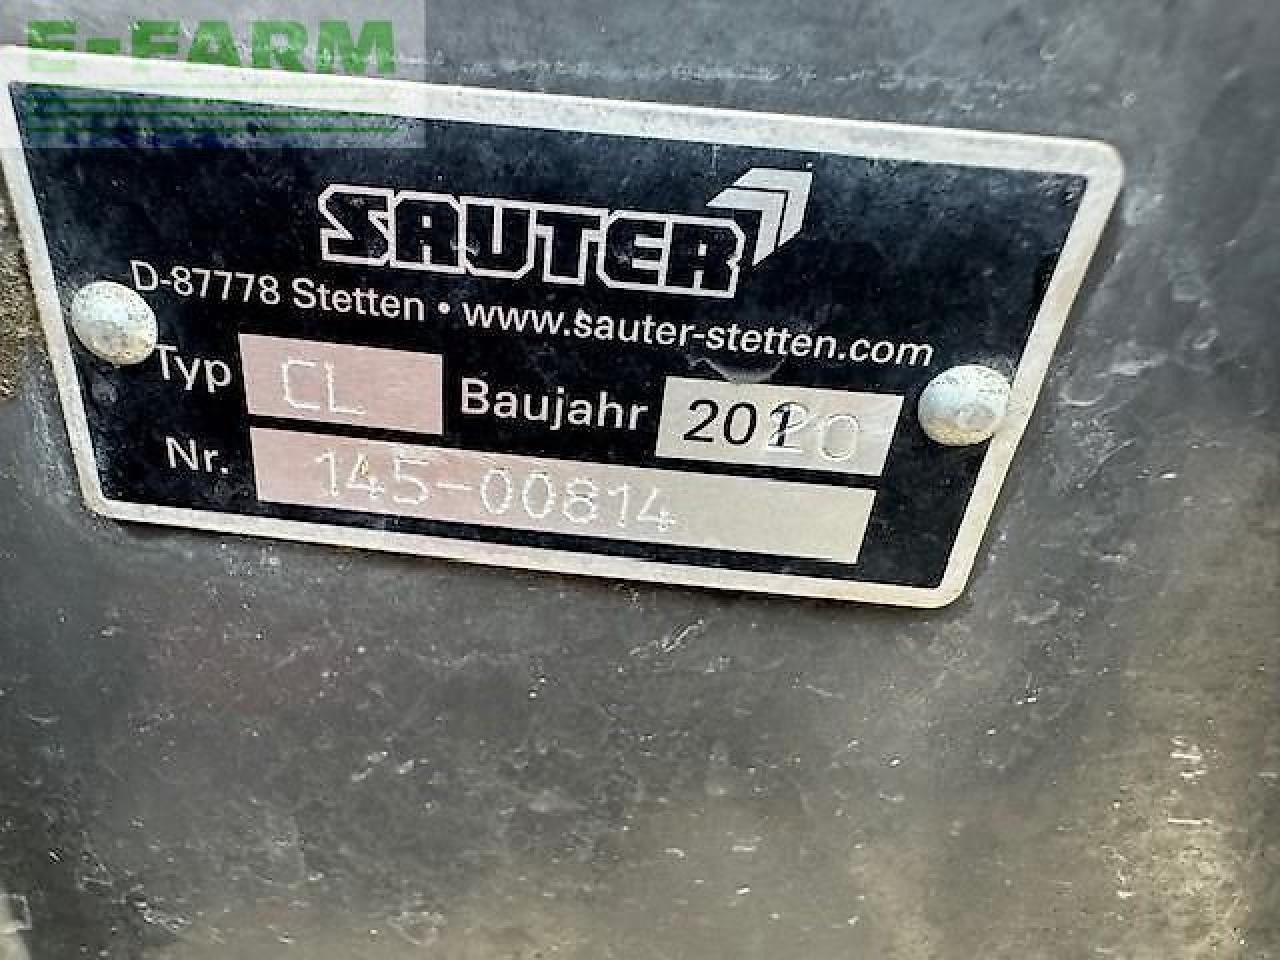 E-FARM
SAUTER
D-87778 Stetten • www.sauter-stetten.com
Typ CL Baujahr 2020
Nr. 145-00814